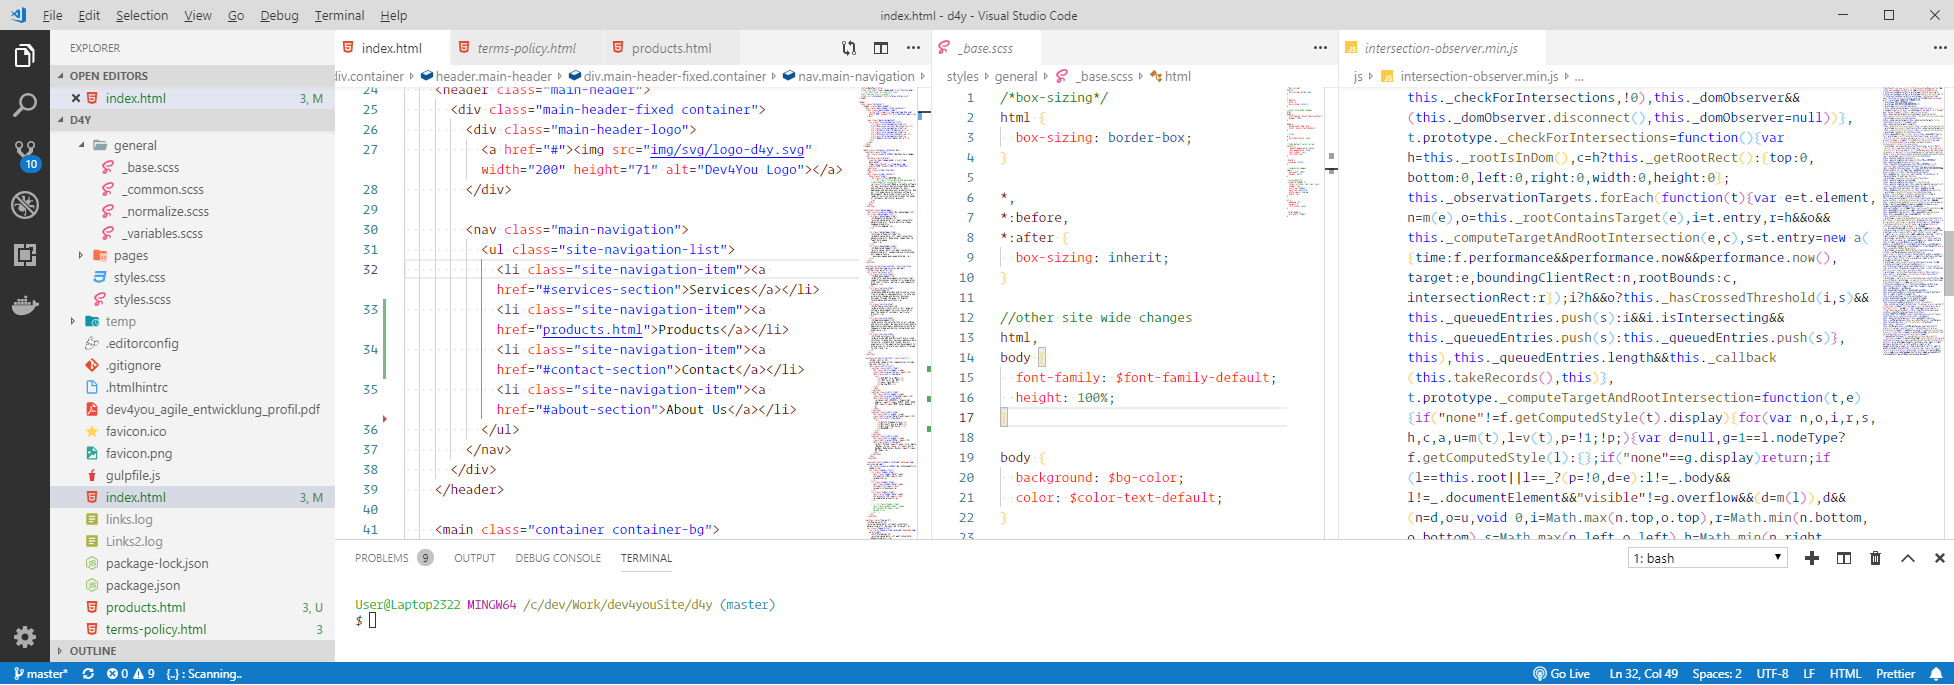 File Edit Selection View Go Debug Terminal Help
index.html - d4y - Visual Studio Code
EXPLORER
OPEN EDITORS
index.html 3, M
D4Y
general
_base.scss
_common.scss
_normalize.scss
_variables.scss
pages
styles.css
styles.scss
temp
.editorconfig
.gitignore
.htmlhintrc
dev4you_agile_entwicklung_profil.pdf
favicon.ico
favicon.png
gulpfile.js
index.html 3, M
links.log
Links2.log
package-lock.json
package.json
products.html 3, U
terms-policy.html 3
OUTLINE
10
index.html terms-policy.html products.html
div.container › header.main-header › div.main-header-fixed.container › nav.main-navigation ›
24 <header class="main-header">
25 <div class="main-header-fixed container">
26 <div class="main-header-logo">
27 <a href="#"><img src="img/svg/logo-d4y.svg"
width="200" height="71" alt="Dev4You Logo"></a>
28 </div>
29
30 <nav class="main-navigation">
31 <ul class="site-navigation-list">
32 <li class="site-navigation-item"><a
href="#services-section">Services</a></li>
33 <li class="site-navigation-item"><a
href="products.html">Products</a></li>
34 <li class="site-navigation-item"><a
href="#contact-section">Contact</a></li>
35 <li class="site-navigation-item"><a
href="#about-section">About Us</a></li>
36 </ul>
37 </nav>
38 </div>
39 </header>
40
41 <main class="container container-bg">
_base.scss
styles › general › _base.scss › html
1 /*box-sizing*/
2 html {
3 box-sizing: border-box;
4 }
5
6 *,
7 *:before,
8 *:after {
9 box-sizing: inherit;
10 }
11
12 //other site wide changes
13 html,
14 body {
15 font-family: $font-family-default;
16 height: 100%;
17 }
18
19 body {
20 background: $bg-color;
21 color: $color-text-default;
22 }
23
intersection-observer.min.js
js › intersection-observer.min.js › ...
this._checkForIntersections,!0),this._domObserver&&
(this._domObserver.disconnect(),this._domObserver=null))},
t.prototype._checkForIntersections=function(){var
h=this._rootIsInDom(),c=h?this._getRootRect():{top:0,
bottom:0,left:0,right:0,width:0,height:0};
this._observationTargets.forEach(function(t){var e=t.element,
n=m(e),o=this._rootContainsTarget(e),i=t.entry,r=h&&o&&
this._computeTargetAndRootIntersection(e,c),s=t.entry=new a(
{time:f.performance&&performance.now&&performance.now(),
target:e,boundingClientRect:n,rootBounds:c,
intersectionRect:r});i?h&&o?this._hasCrossedThreshold(i,s)&&
this._queuedEntries.push(s):i&&i.isIntersecting&&
this._queuedEntries.push(s):this._queuedEntries.push(s)},
this),this._queuedEntries.length&&this._callback
(this.takeRecords(),this)},
t.prototype._computeTargetAndRootIntersection=function(t,e)
{if("none"!=f.getComputedStyle(t).display){for(var n,o,i,r,s,
h,c,a,u=m(t),l=v(t),p=!1;!p;){var d=null,g=1==l.nodeType?
f.getComputedStyle(l):{};if("none"==g.display)return;if
(l==this.root||l==_?(p=!0,d=e):l!=_.body&&
l!=_.documentElement&&"visible"!=g.overflow&&(d=m(l)),d&&
(n=d,o=u,void 0,i=Math.max(n.top,o.top),r=Math.min(n.bottom,
o.bottom),s=Math.max(n.left,o.left),h=Math.min(n.right,
PROBLEMS 9 OUTPUT DEBUG CONSOLE TERMINAL
1: bash
User@Laptop2322 MINGW64 /c/dev/Work/dev4youSite/d4y (master)
$
master* 0 9 {..} : Scanning..
Go Live Ln 32, Col 49 Spaces: 2 UTF-8 LF HTML Prettier